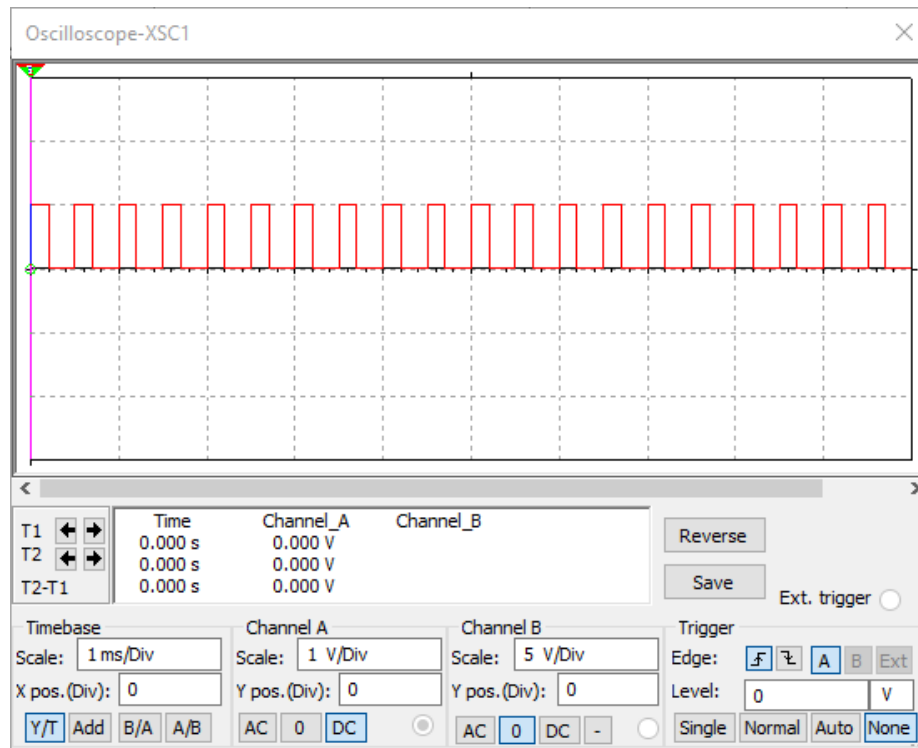 Oscilloscope-XSC1
Time Channel_A Channel_B
T1 0.000 s 0.000 V
T2 0.000 s 0.000 V
T2-T1 0.000 s 0.000 V
Reverse
Save
Ext. trigger
Timebase
Scale: 1 ms/Div
X pos.(Div): 0
Y/T Add B/A A/B
Channel A
Scale: 1 V/Div
Y pos.(Div): 0
AC 0 DC
Channel B
Scale: 5 V/Div
Y pos.(Div): 0
AC 0 DC -
Trigger
Edge: A B Ext
Level: 0 V
Single Normal Auto None